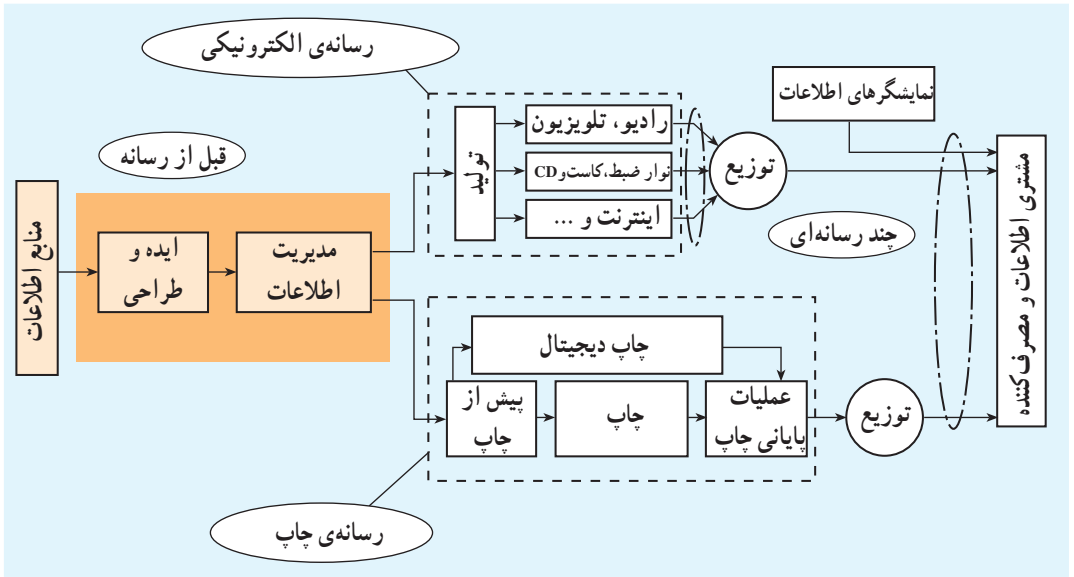 رسانه‌ی الکترونیکی
نمایشگرهای اطلاعات
قبل از رسانه
تولید
رادیو، تلویزیون
نوار ضبط،کاست وCD
اینترنت و ...
توزیع
چند رسانه‌ای
منابع اطلاعات
ایده و
طراحی
مدیریت
اطلاعات
مشتری اطلاعات و مصرف‌کننده
چاپ دیجیتال
پیش از
چاپ
چاپ
عملیات
پایانی چاپ
توزیع
رسانه‌ی چاپ